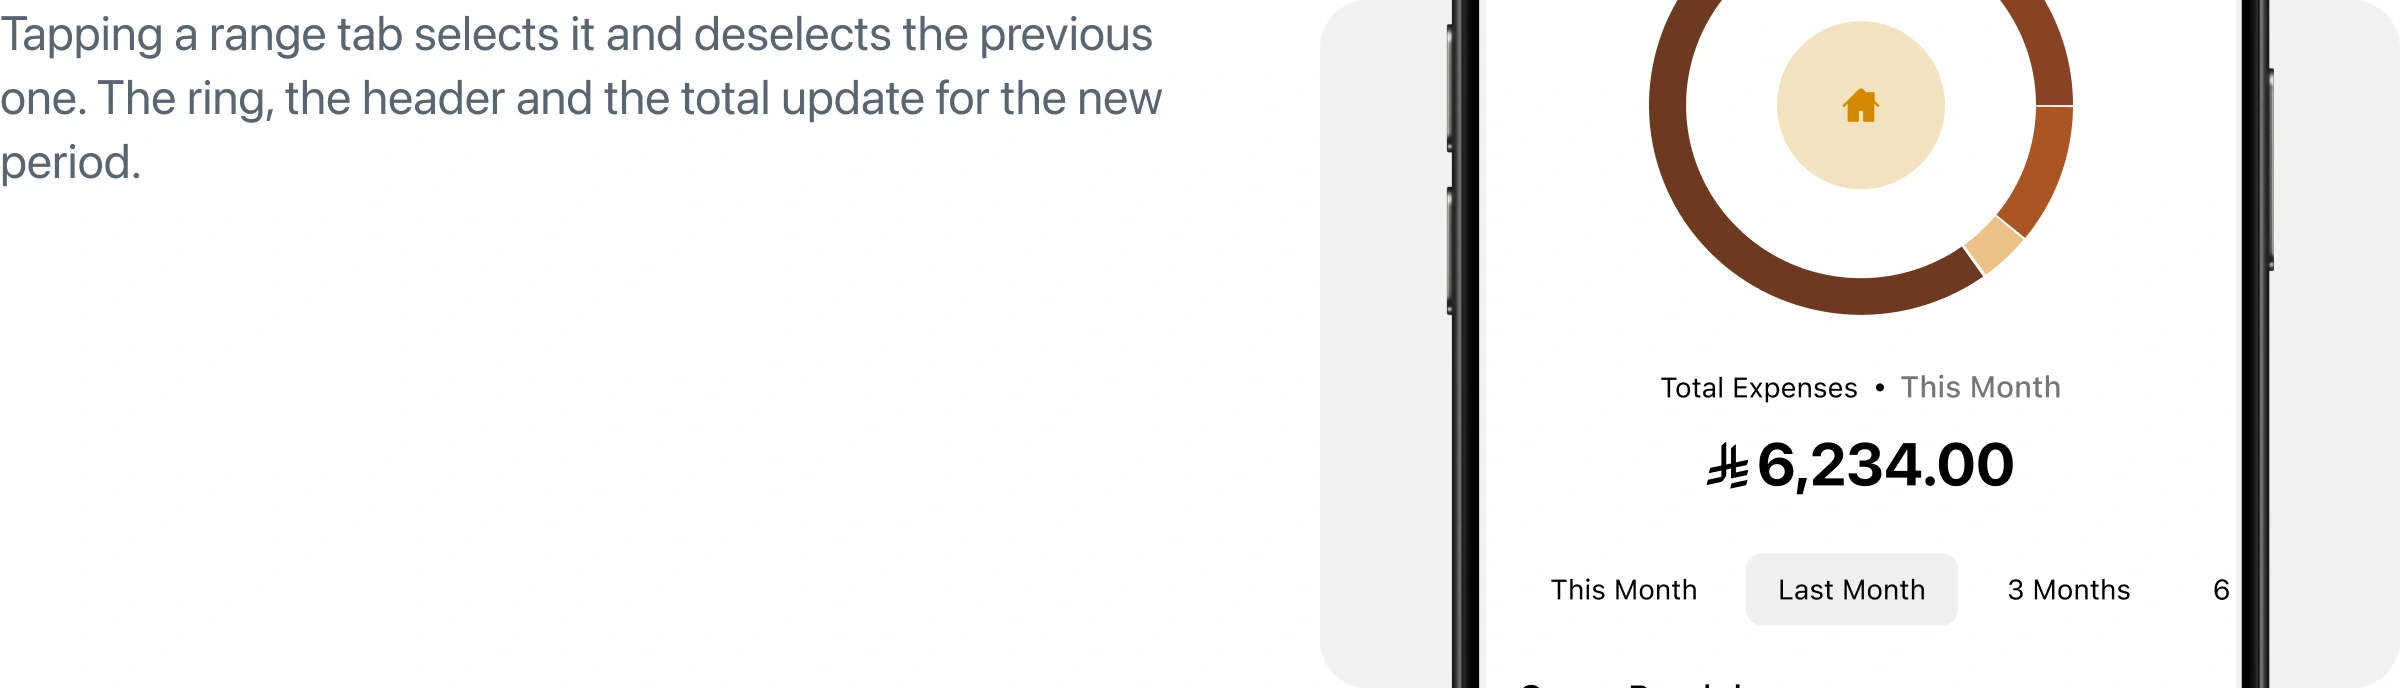 Tapping a range tab selects it and deselects the previous
one. The ring, the header and the total update for the new
period.
Total Expenses • This Month
⃁6,234.00
This Month Last Month 3 Months 6